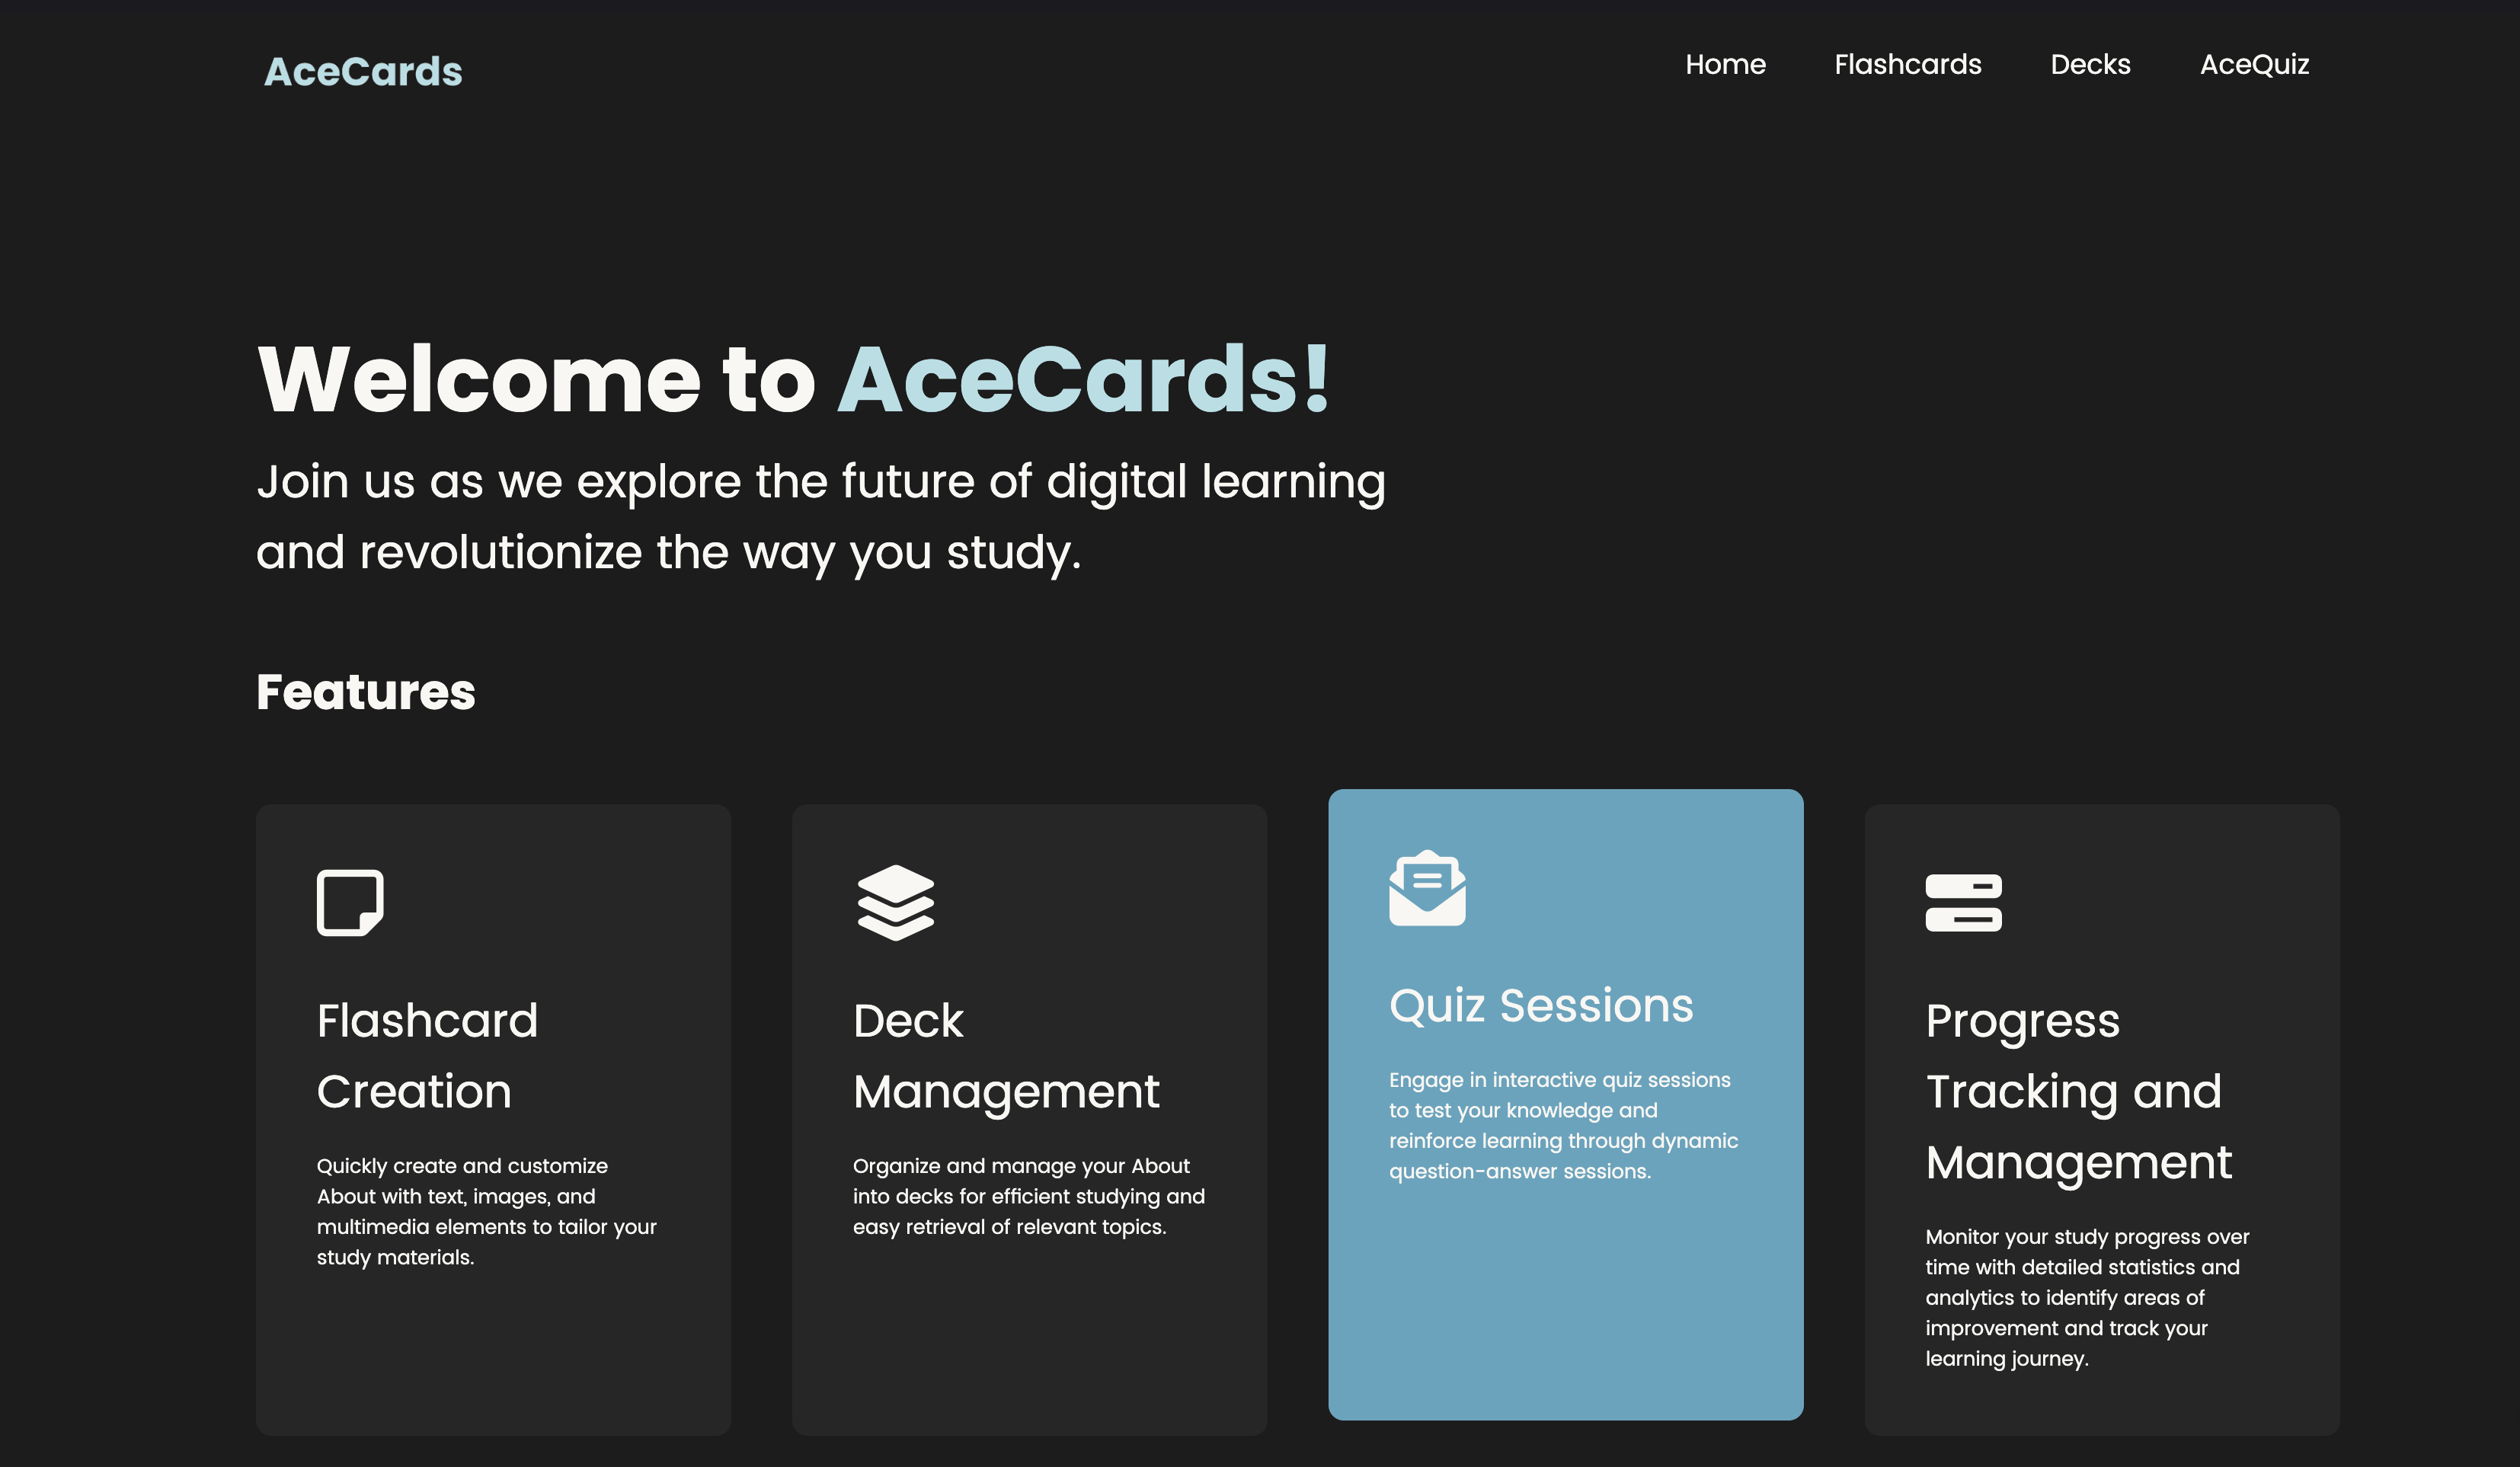 AceCards
Home
Flashcards
Decks
AceQuiz
Welcome to AceCards!
Join us as we explore the future of digital learning
and revolutionize the way you study.
Features
Flashcard
Creation
Quickly create and customize
About with text, images, and
multimedia elements to tailor your
study materials.
Deck
Management
Organize and manage your About
into decks for efficient studying and
easy retrieval of relevant topics.
Quiz Sessions
Engage in interactive quiz sessions
to test your knowledge and
reinforce learning through dynamic
question-answer sessions.
Progress
Tracking and
Management
Monitor your study progress over
time with detailed statistics and
analytics to identify areas of
improvement and track your
learning journey.